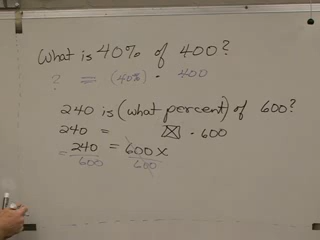 What is 40% of 400?
? = (40%) · 400
240 is (what percent) of 600?
240 = ☒ · 600
= 240/600 = 600x/600